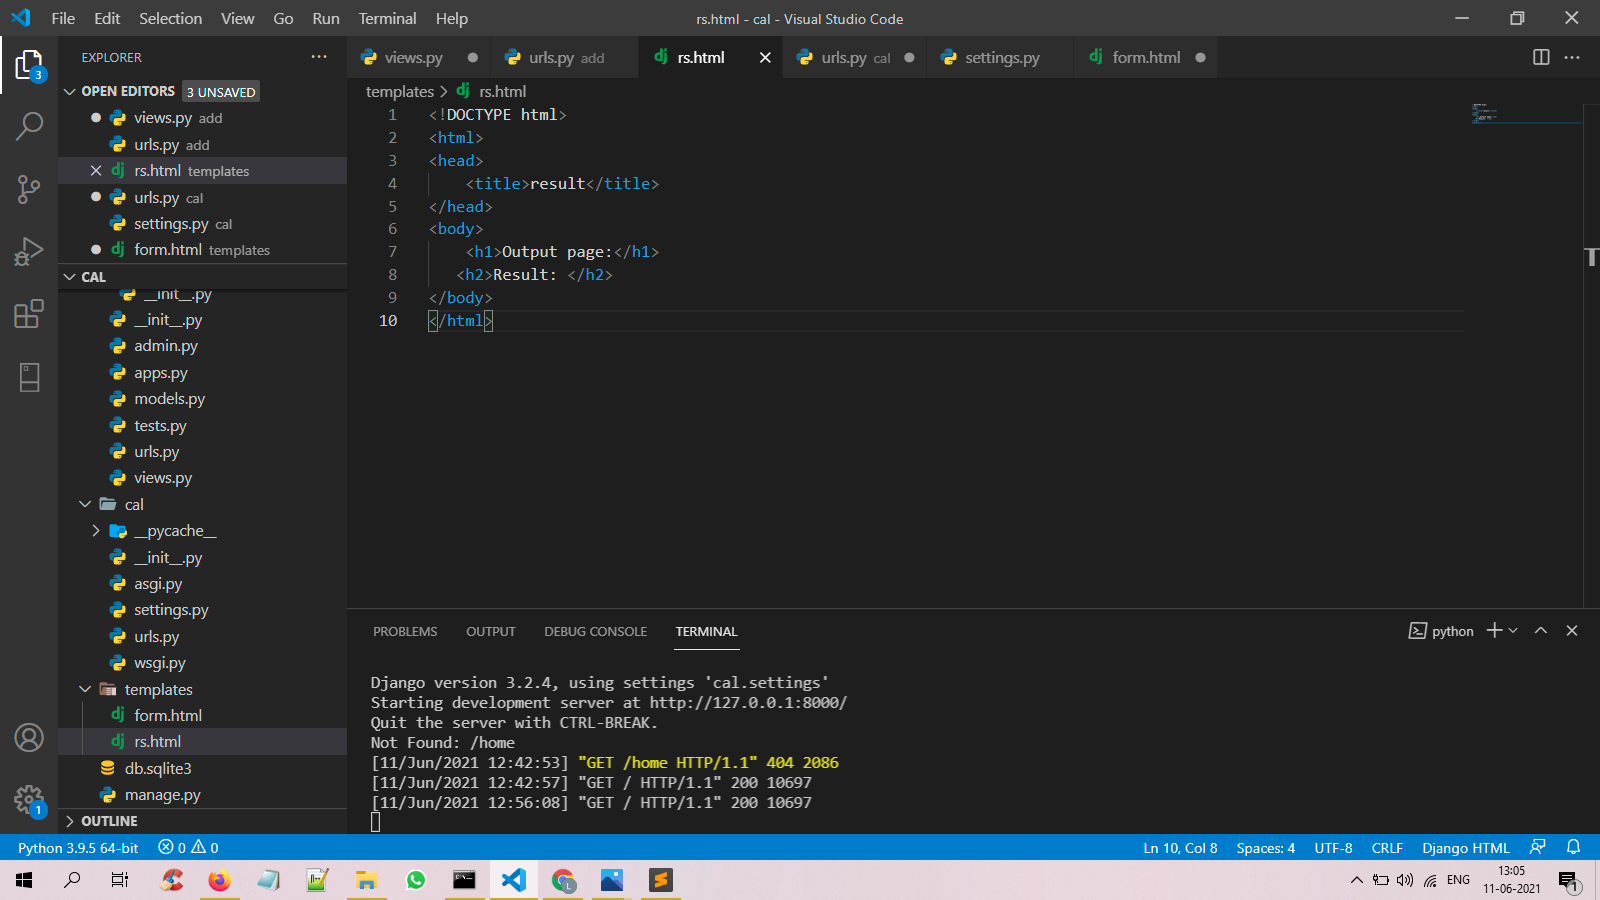 File Edit Selection View Go Run Terminal Help
rs.html - cal - Visual Studio Code
EXPLORER
3
OPEN EDITORS 3 UNSAVED
views.py add
urls.py add
rs.html templates
urls.py cal
settings.py cal
form.html templates
CAL
__init__.py
__init__.py
admin.py
apps.py
models.py
tests.py
urls.py
views.py
cal
__pycache__
__init__.py
asgi.py
settings.py
urls.py
wsgi.py
templates
form.html
rs.html
db.sqlite3
manage.py
OUTLINE
1
views.py urls.py add rs.html urls.py cal settings.py form.html
templates > rs.html
1 <!DOCTYPE html>
2 <html>
3 <head>
4 <title>result</title>
5 </head>
6 <body>
7 <h1>Output page:</h1>
8 <h2>Result: </h2>
9 </body>
10 </html>
PROBLEMS OUTPUT DEBUG CONSOLE TERMINAL
python
Django version 3.2.4, using settings 'cal.settings'
Starting development server at http://127.0.0.1:8000/
Quit the server with CTRL-BREAK.
Not Found: /home
[11/Jun/2021 12:42:53] "GET /home HTTP/1.1" 404 2086
[11/Jun/2021 12:42:57] "GET / HTTP/1.1" 200 10697
[11/Jun/2021 12:56:08] "GET / HTTP/1.1" 200 10697
Python 3.9.5 64-bit 0 0
Ln 10, Col 8 Spaces: 4 UTF-8 CRLF Django HTML
L
ENG
13:05
11-06-2021
1